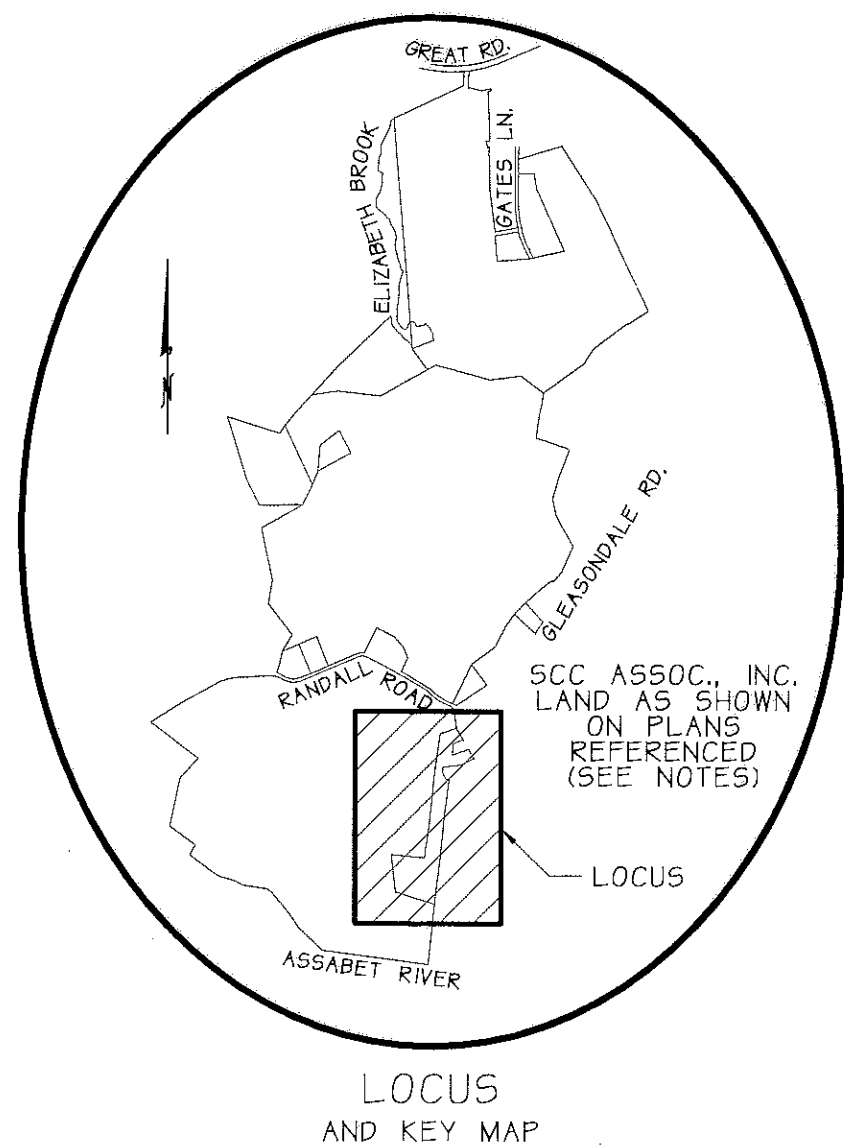 GREAT RD.
ELIZABETH BROOK
GATES LN.
N
GLEASONDALE RD.
RANDALL ROAD
SCC ASSOC., INC.
LAND AS SHOWN
ON PLANS
REFERENCED
(SEE NOTES)
LOCUS
ASSABET RIVER
LOCUS
AND KEY MAP